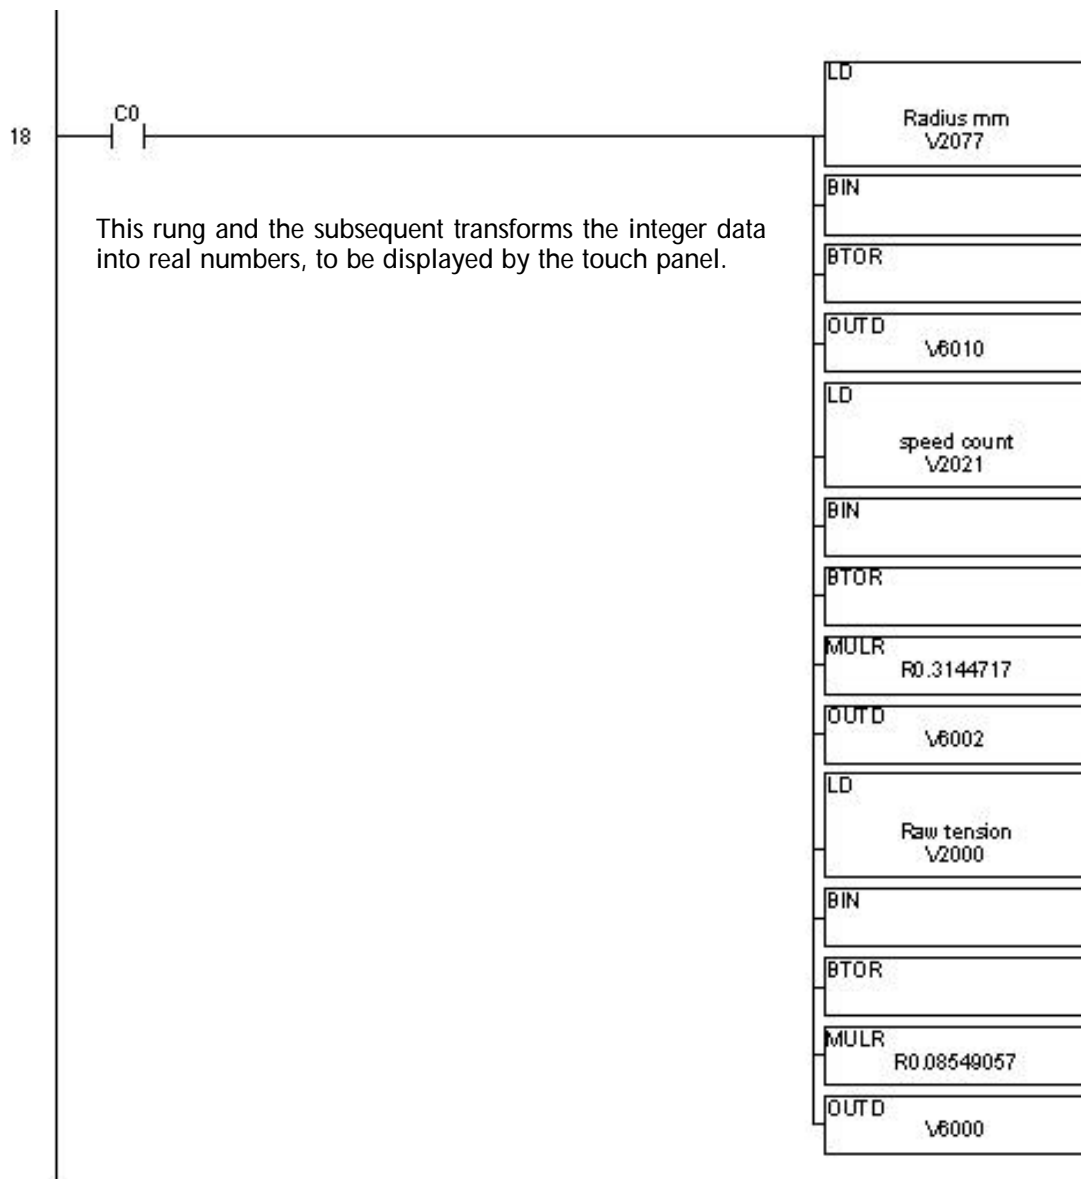 LD
Radius mm
V2077
C0
18
BIN
This rung and the subsequent transforms the integer data
into real numbers, to be displayed by the touch panel.
BTOR
OUTD
V6010
LD
speed count
V2021
BIN
BTOR
MULR
R0.3144717
OUTD
V6002
LD
Raw tension
V2000
BIN
BTOR
MULR
R0.08549057
OUTD
V6000